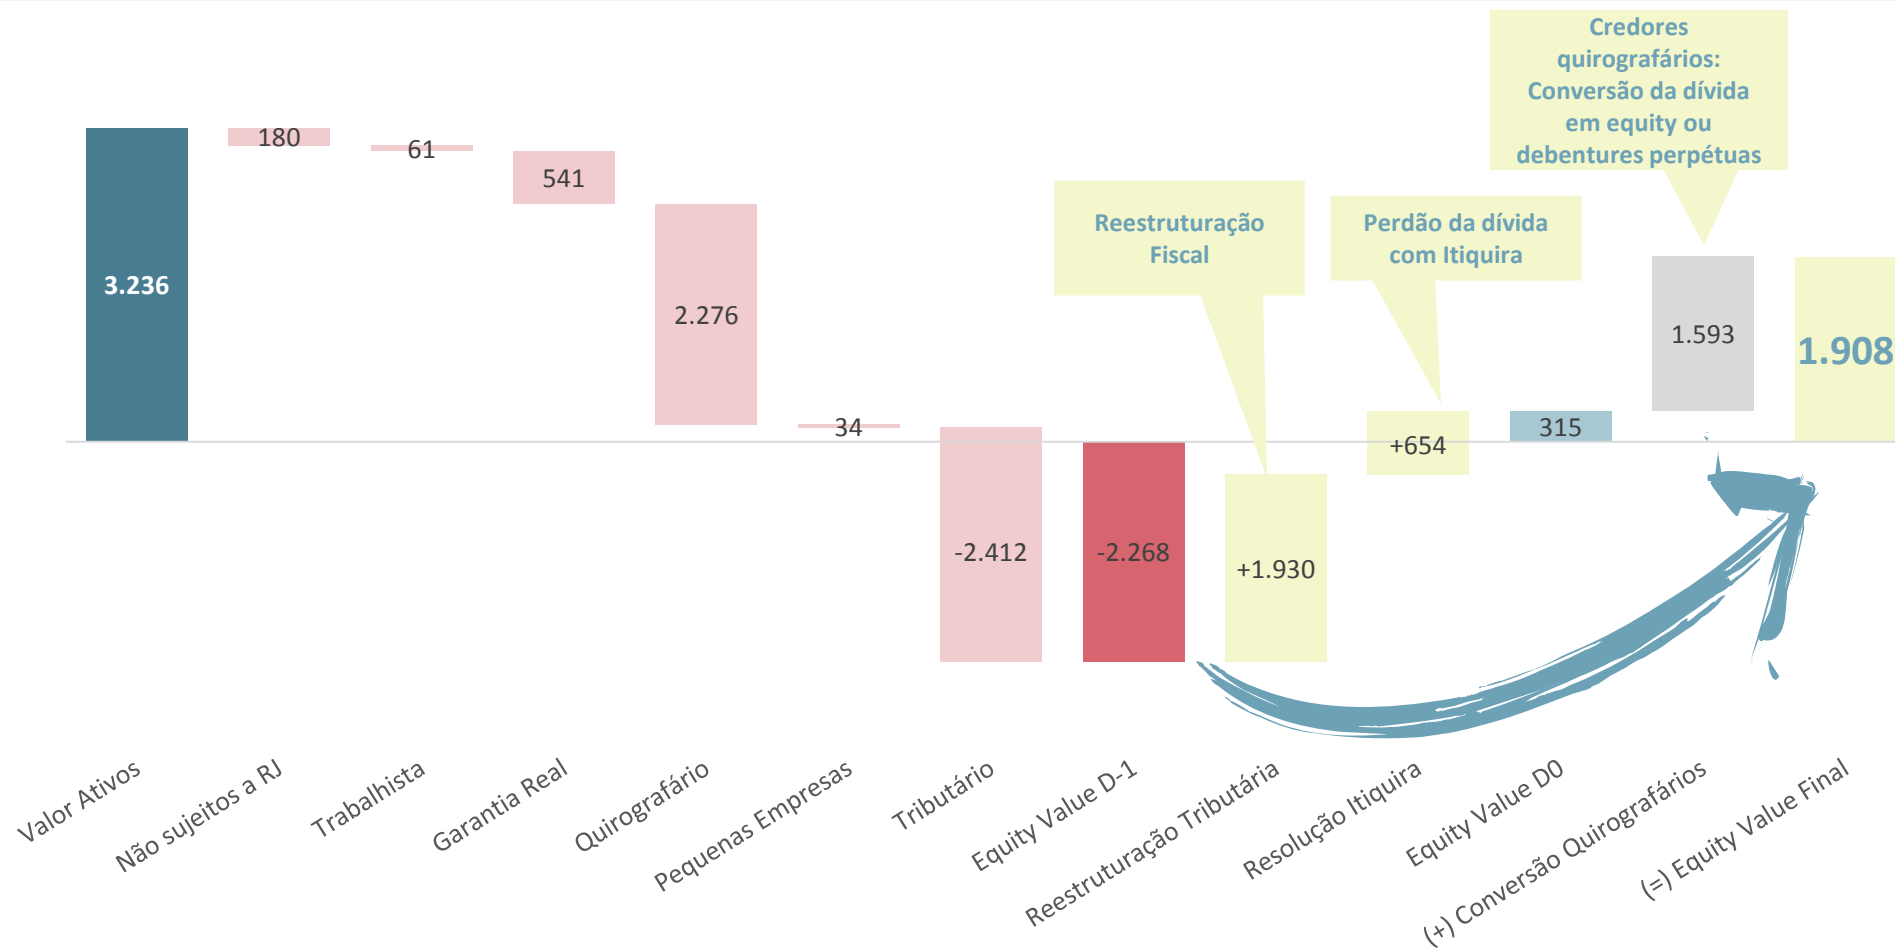 Credores
quirografários:
Conversão da dívida
em equity ou
debentures perpétuas
Reestruturação
Fiscal
Perdão da dívida
com Itiquira
3.236
180
61
541
2.276
34
-2.412
-2.268
+1.930
+654
315
1.593
1.908
Valor Ativos
Não sujeitos a RJ
Trabalhista
Garantia Real
Quirografário
Pequenas Empresas
Tributário
Equity Value D-1
Reestruturação Tributária
Resolução Itiquira
Equity Value D0
(+) Conversão Quirografários
(=) Equity Value Final